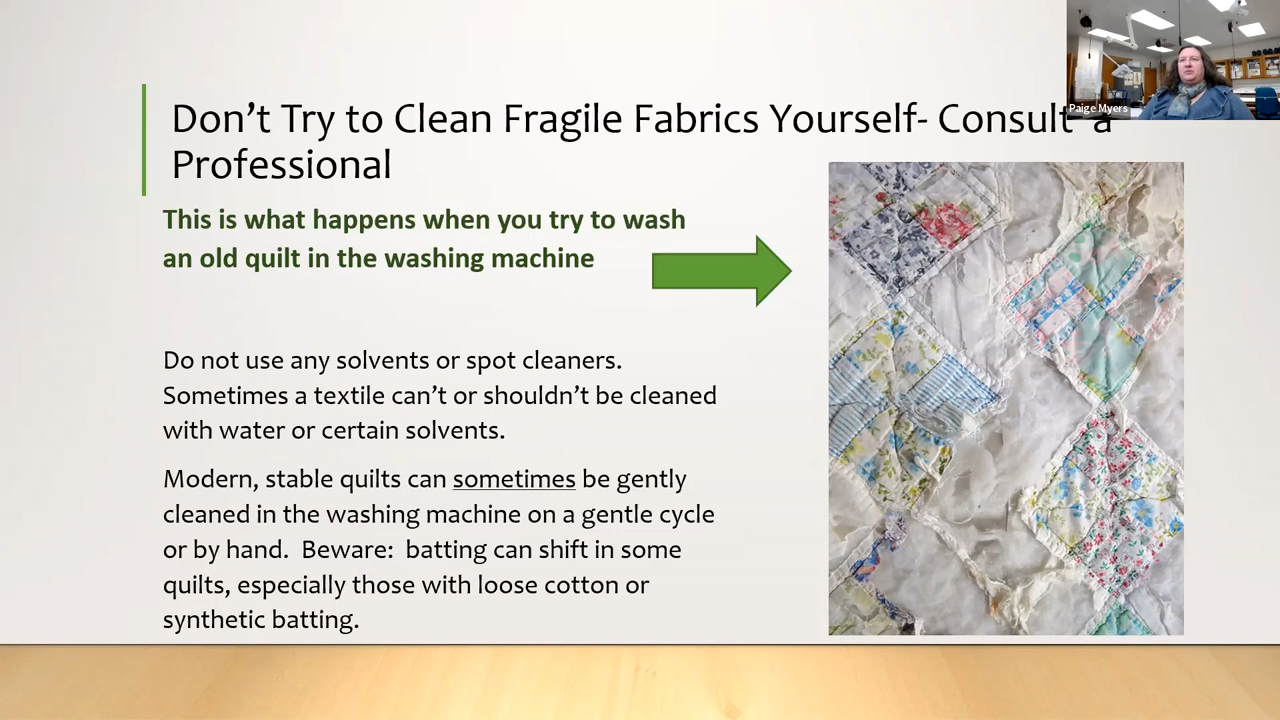 Paige Myers
Don’t Try to Clean Fragile Fabrics Yourself- Consult a
Professional
This is what happens when you try to wash
an old quilt in the washing machine
Do not use any solvents or spot cleaners.
Sometimes a textile can’t or shouldn’t be cleaned
with water or certain solvents.
Modern, stable quilts can sometimes be gently
cleaned in the washing machine on a gentle cycle
or by hand.  Beware:  batting can shift in some
quilts, especially those with loose cotton or
synthetic batting.